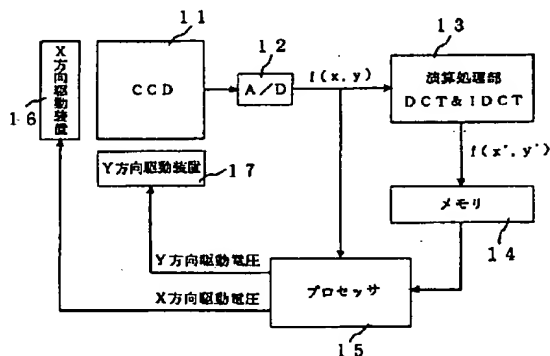 11
12
13
CCD
A/D
f(x, y)
演算処理部
DCT&IDCT
X方向駆動装置
16
Y方向駆動装置
17
f(x', y')
メモリ
14
Y方向駆動電圧
X方向駆動電圧
プロセッサ
15